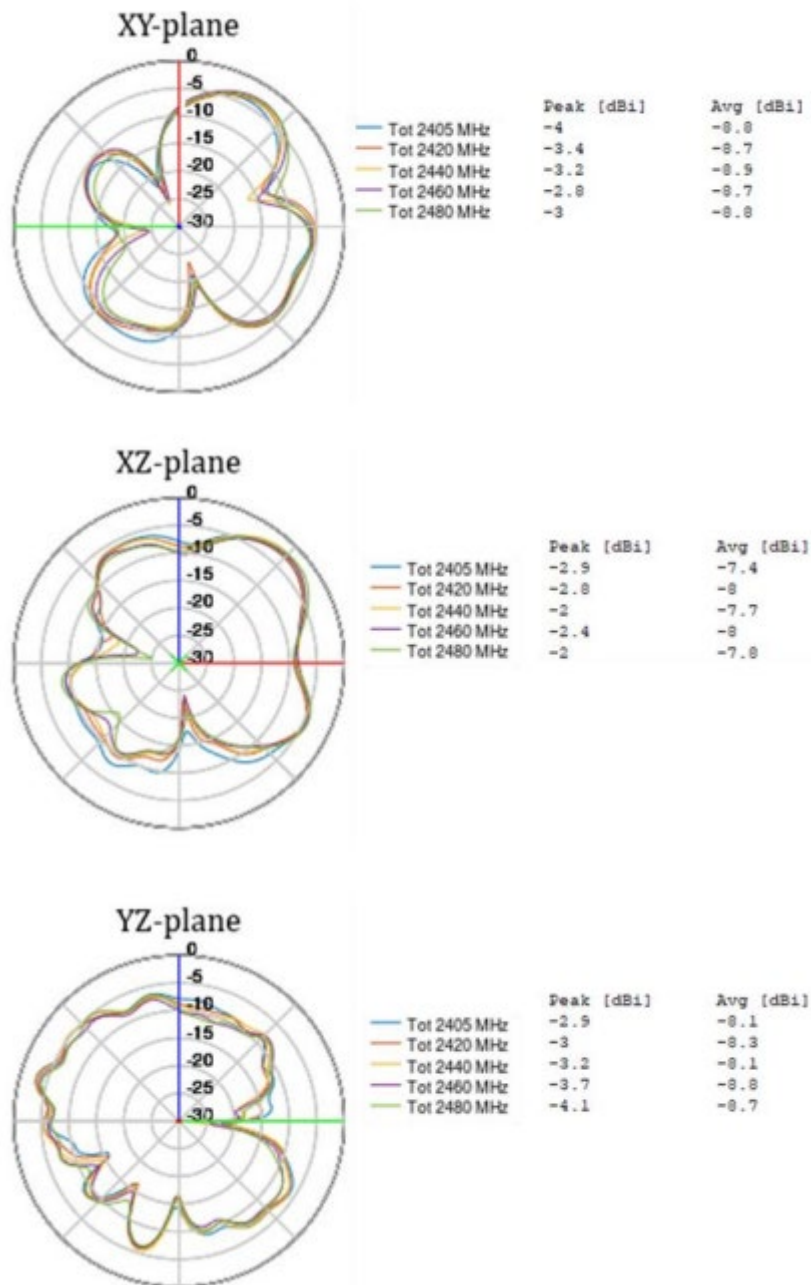 XY-plane
0
-5
-10
-15
-20
-25
-30
Peak [dBi] Avg [dBi]
Tot 2405 MHz -4 -8.8
Tot 2420 MHz -3.4 -8.7
Tot 2440 MHz -3.2 -8.9
Tot 2460 MHz -2.8 -8.7
Tot 2480 MHz -3 -8.8
XZ-plane
0
-5
-10
-15
-20
-25
-30
Peak [dBi] Avg [dBi]
Tot 2405 MHz -2.9 -7.4
Tot 2420 MHz -2.8 -8
Tot 2440 MHz -2 -7.7
Tot 2460 MHz -2.4 -8
Tot 2480 MHz -2 -7.8
YZ-plane
0
-5
-10
-15
-20
-25
-30
Peak [dBi] Avg [dBi]
Tot 2405 MHz -2.9 -8.1
Tot 2420 MHz -3 -8.3
Tot 2440 MHz -3.2 -8.1
Tot 2460 MHz -3.7 -8.8
Tot 2480 MHz -4.1 -8.7